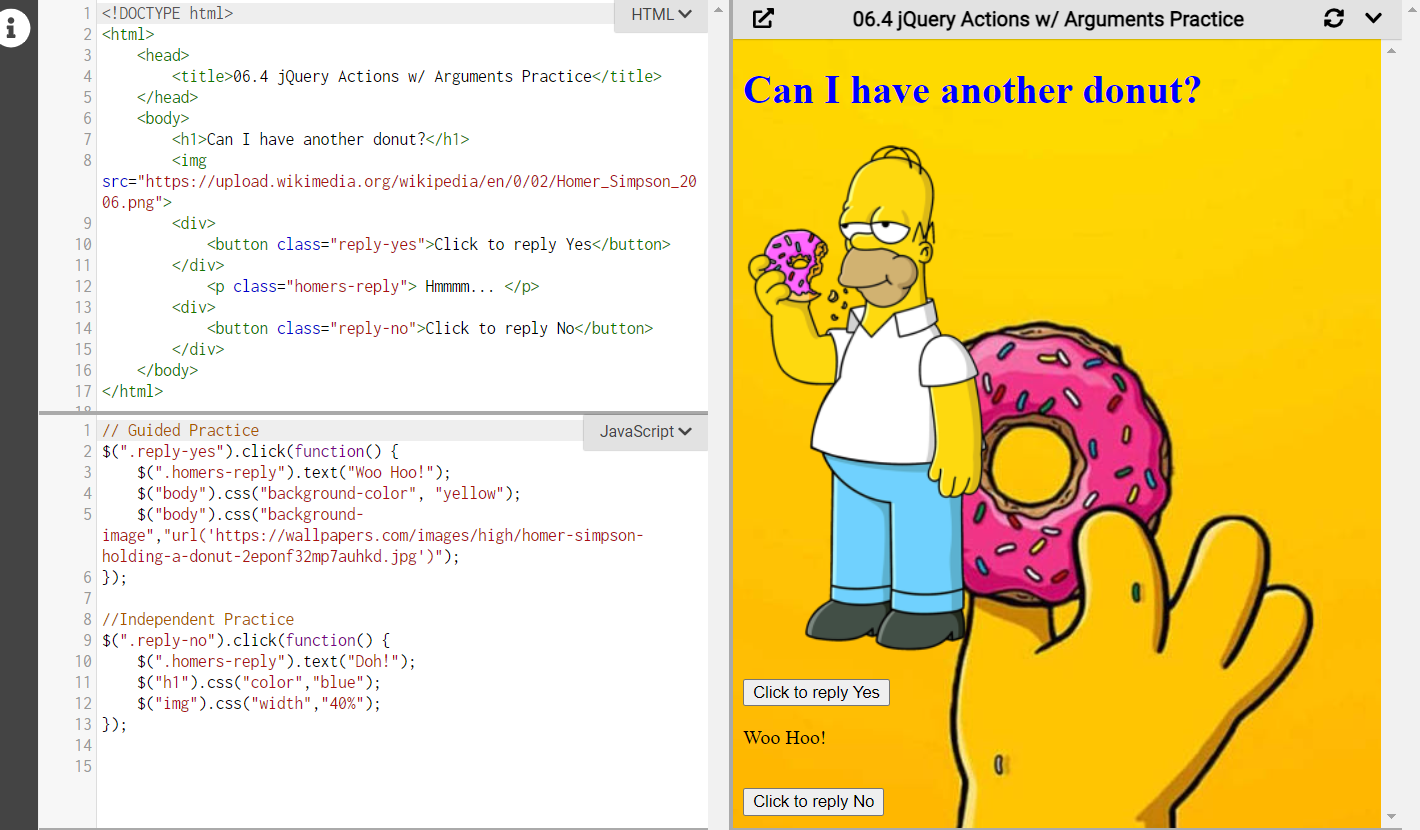 1 <!DOCTYPE html>
HTML
2 <html>
3 <head>
4 <title>06.4 jQuery Actions w/ Arguments Practice</title>
5 </head>
6 <body>
7 <h1>Can I have another donut?</h1>
8 <img
src="https://upload.wikimedia.org/wikipedia/en/0/02/Homer_Simpson_20
06.png">
9 <div>
10 <button class="reply-yes">Click to reply Yes</button>
11 </div>
12 <p class="homers-reply"> Hmmmm... </p>
13 <div>
14 <button class="reply-no">Click to reply No</button>
15 </div>
16 </body>
17 </html>
1 // Guided Practice
JavaScript
2 $(".reply-yes").click(function() {
3 $(".homers-reply").text("Woo Hoo!");
4 $("body").css("background-color", "yellow");
5 $("body").css("background-
image","url('https://wallpapers.com/images/high/homer-simpson-
holding-a-donut-2eponf32mp7auhkd.jpg')");
6 });
7
8 //Independent Practice
9 $(".reply-no").click(function() {
10 $(".homers-reply").text("Doh!");
11 $("h1").css("color","blue");
12 $("img").css("width","40%");
13 });
14
15
06.4 jQuery Actions w/ Arguments Practice
Can I have another donut?
Click to reply Yes
Woo Hoo!
Click to reply No